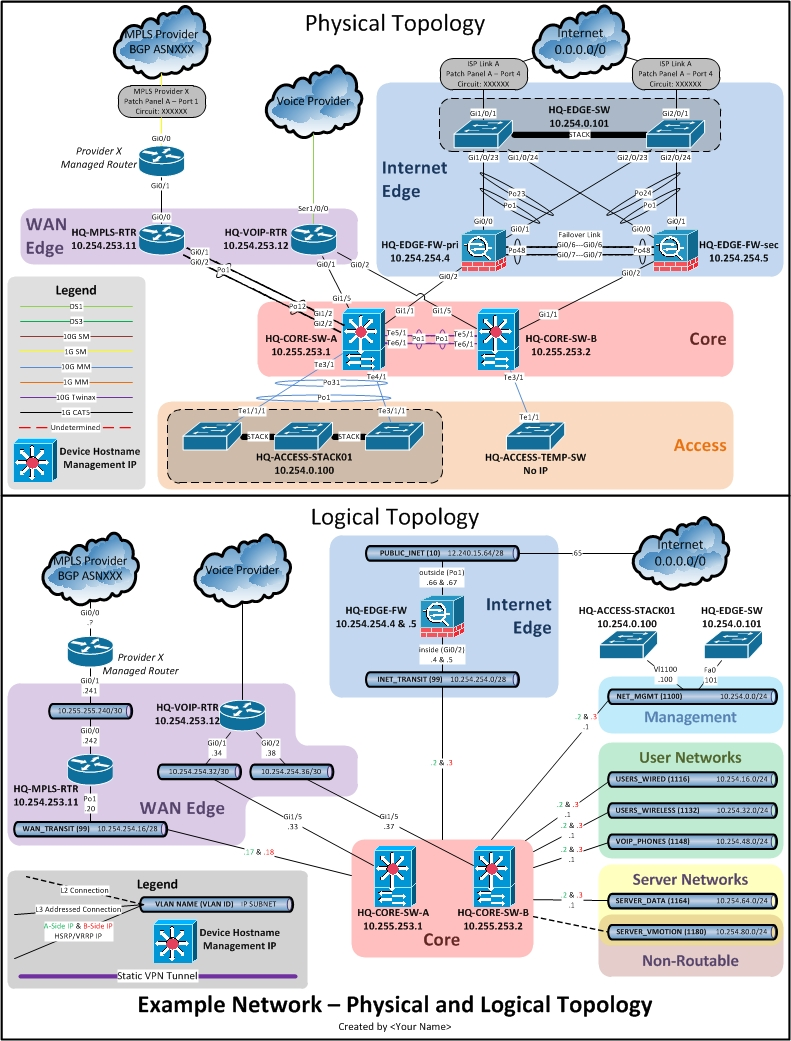 Physical Topology
MPLS Provider
BGP ASNXXX
Internet
0.0.0.0/0
MPLS Provider X
Patch Panel A – Port 1
Circuit: XXXXXX
Voice Provider
ISP Link A
Patch Panel A – Port 4
Circuit: XXXXXX
ISP Link A
Patch Panel A – Port 4
Circuit: XXXXXX
Gi0/0
Provider X
Managed Router
Gi0/1
Gi2/0/1
Gi2/0/1
HQ-EDGE-SW
10.254.0.101
STACK
Gi1/0/23
Gi1/0/24
Gi2/0/23
Gi2/0/24
Internet
Edge
Po23
Po1
Po24
Po1
Gi0/0
Gi0/1
Gi0/0
Gi0/1
WAN
Edge
Gi0/0
HQ-MPLS-RTR
10.254.253.11
Ser1/0/0
HQ-VOIP-RTR
10.254.253.12
HQ-EDGE-FW-pri
10.254.254.4
Failover Link
Gi0/6---Gi0/6
Gi0/7---Gi0/7
Po48
Po48
HQ-EDGE-FW-sec
10.254.254.5
Gi0/1
Gi0/2
Po1
Gi0/1
Gi0/2
Gi0/2
Gi0/2
Legend
DS1
DS3
10G SM
1G SM
10G MM
1G MM
10G Twinax
1G CAT5
Undetermined
Device Hostname
Management IP
Po12
Gi1/2
Gi2/2
Gi1/5
Gi1/1
Gi1/5
Gi1/1
HQ-CORE-SW-A
10.255.253.1
Te5/1
Te6/1
Po1
Po1
Te5/1
Te6/1
HQ-CORE-SW-B
10.255.253.2
Core
Te3/1
Te4/1
Te3/1
Po31
Po1
Te1/1/1
Te3/1/1
Te1/1
STACK
STACK
HQ-ACCESS-STACK01
10.254.0.100
HQ-ACCESS-TEMP-SW
No IP
Access
Logical Topology
MPLS Provider
BGP ASNXXX
Voice Provider
PUBLIC_INET (10) 12.240.15.64/28
.65
Internet
0.0.0.0/0
outside (Po1)
.66 & .67
HQ-EDGE-FW
10.254.254.4 & .5
Internet
Edge
inside (Gi0/2)
.4 & .5
INET_TRANSIT (99) 10.254.254.0/28
Gi0/0
.?
Provider X
Managed Router
Gi0/1
.241
10.255.255.240/30
Gi0/0
.242
HQ-MPLS-RTR
10.254.253.11
Po1
.20
WAN_TRANSIT (99) 10.254.254.16/28
HQ-VOIP-RTR
10.254.253.12
Gi0/1
.34
Gi0/2
.38
10.254.254.32/30
10.254.254.36/30
WAN Edge
HQ-ACCESS-STACK01
10.254.0.100
HQ-EDGE-SW
10.254.0.101
Vl1100
.100
Fa0
.101
NET_MGMT (1100) 10.254.0.0/24
Management
.2 & .3
.1
.2 & .3
User Networks
USERS_WIRED (1116) 10.254.16.0/24
USERS_WIRELESS (1132) 10.254.32.0/24
VOIP_PHONES (1148) 10.254.48.0/24
.2 & .3
.1
.2 & .3
.1
.2 & .3
.1
Gi1/5
.33
Gi1/5
.37
.17 & .18
HQ-CORE-SW-A
10.255.253.1
HQ-CORE-SW-B
10.255.253.2
Core
Server Networks
.2 & .3
.1
SERVER_DATA (1164) 10.254.64.0/24
SERVER_VMOTION (1180) 10.254.80.0/24
Non-Routable
Legend
L2 Connection
L3 Addressed Connection
A-Side IP & B-Side IP
HSRP/VRRP IP
VLAN NAME (VLAN ID) IP SUBNET
Device Hostname
Management IP
Static VPN Tunnel
Example Network – Physical and Logical Topology
Created by <Your Name>